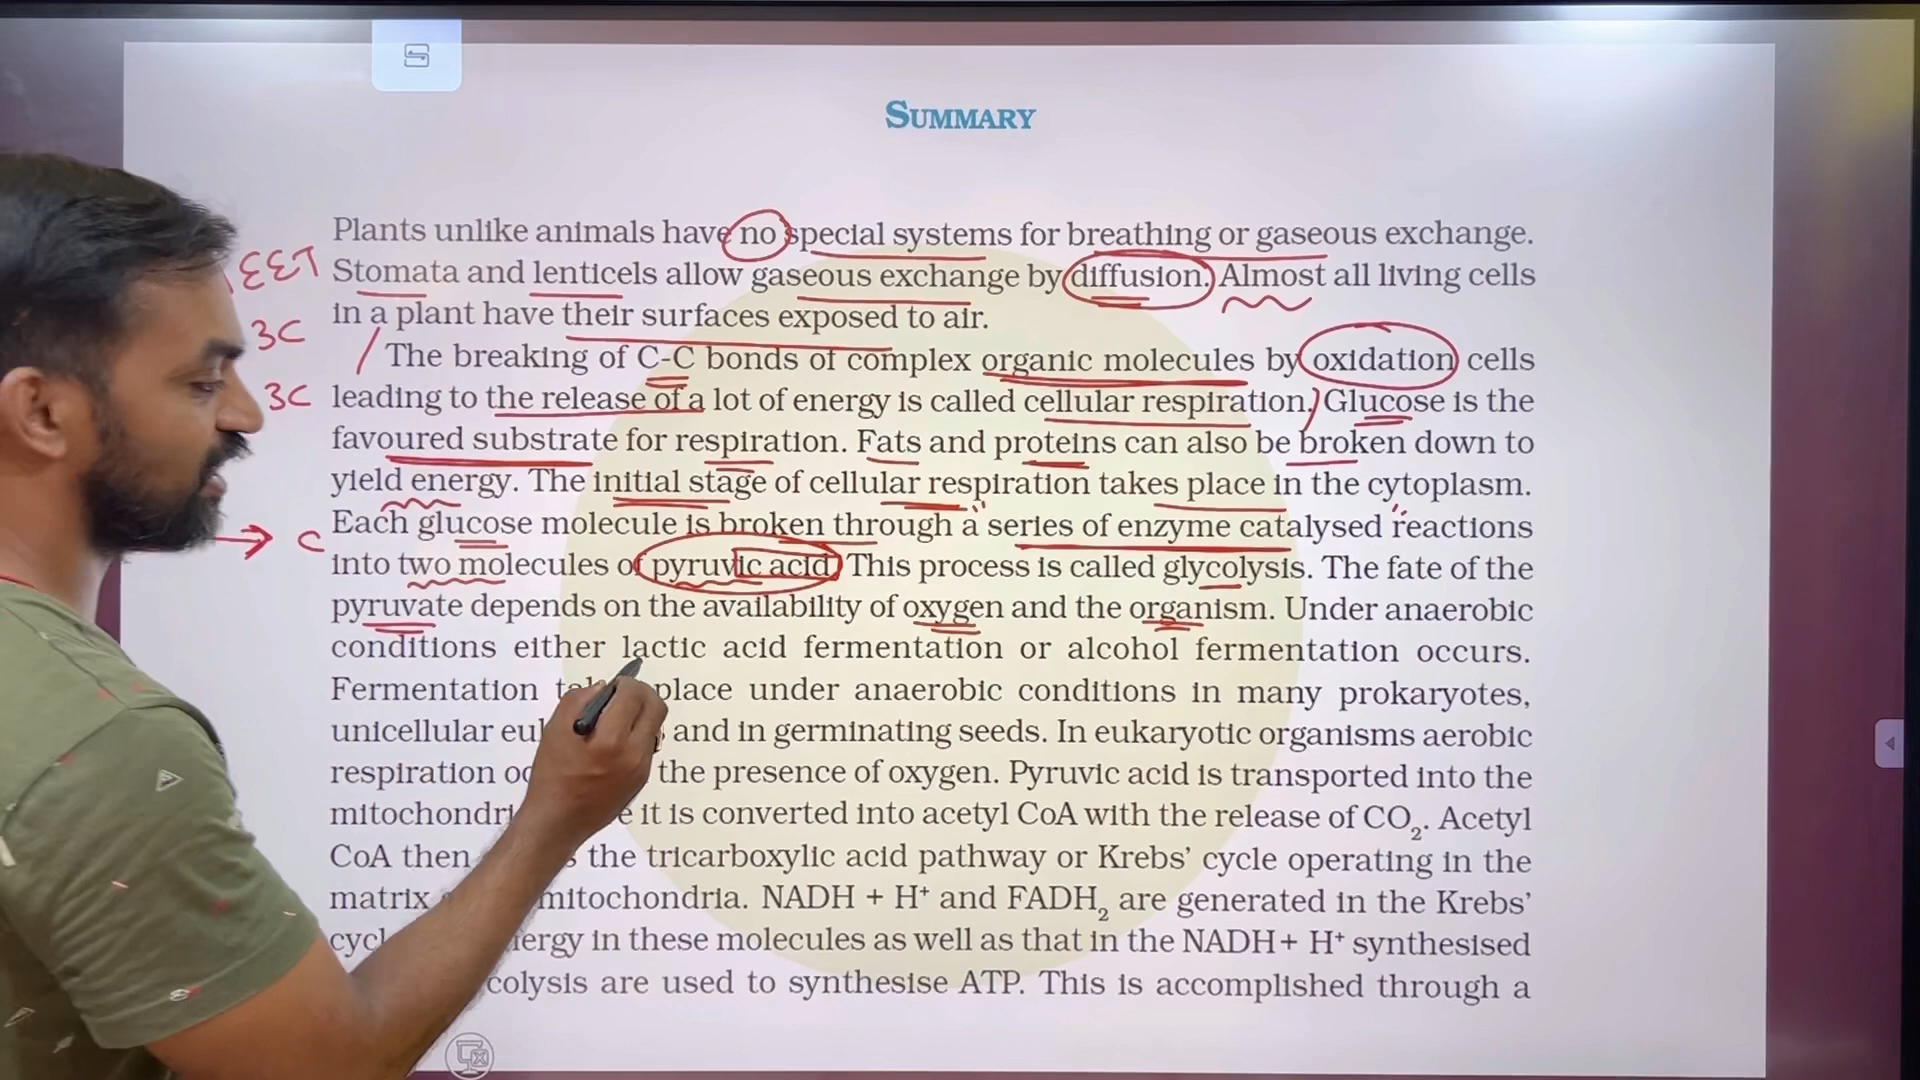 SUMMARY
Plants unlike animals have no special systems for breathing or gaseous exchange.
EET Stomata and lenticels allow gaseous exchange by diffusion. Almost all living cells
in a plant have their surfaces exposed to air.
3C
The breaking of C-C bonds of complex organic molecules by oxidation cells
3C leading to the release of a lot of energy is called cellular respiration. Glucose is the
favoured substrate for respiration. Fats and proteins can also be broken down to
yield energy. The initial stage of cellular respiration takes place in the cytoplasm.
Each glucose molecule is broken through a series of enzyme catalysed reactions
C into two molecules of pyruvic acid. This process is called glycolysis. The fate of the
pyruvate depends on the availability of oxygen and the organism. Under anaerobic
conditions either lactic acid fermentation or alcohol fermentation occurs.
Fermentation place under anaerobic conditions in many prokaryotes,
unicellular and in germinating seeds. In eukaryotic organisms aerobic
respiration the presence of oxygen. Pyruvic acid is transported into the
it is converted into acetyl CoA with the release of CO₂. Acetyl
CoA then the tricarboxylic acid pathway or Krebs’ cycle operating in the
matrix mitochondria. NADH + H⁺ and FADH₂ are generated in the Krebs’
in these molecules as well as that in the NADH+ H⁺ synthesised
are used to synthesise ATP. This is accomplished through a